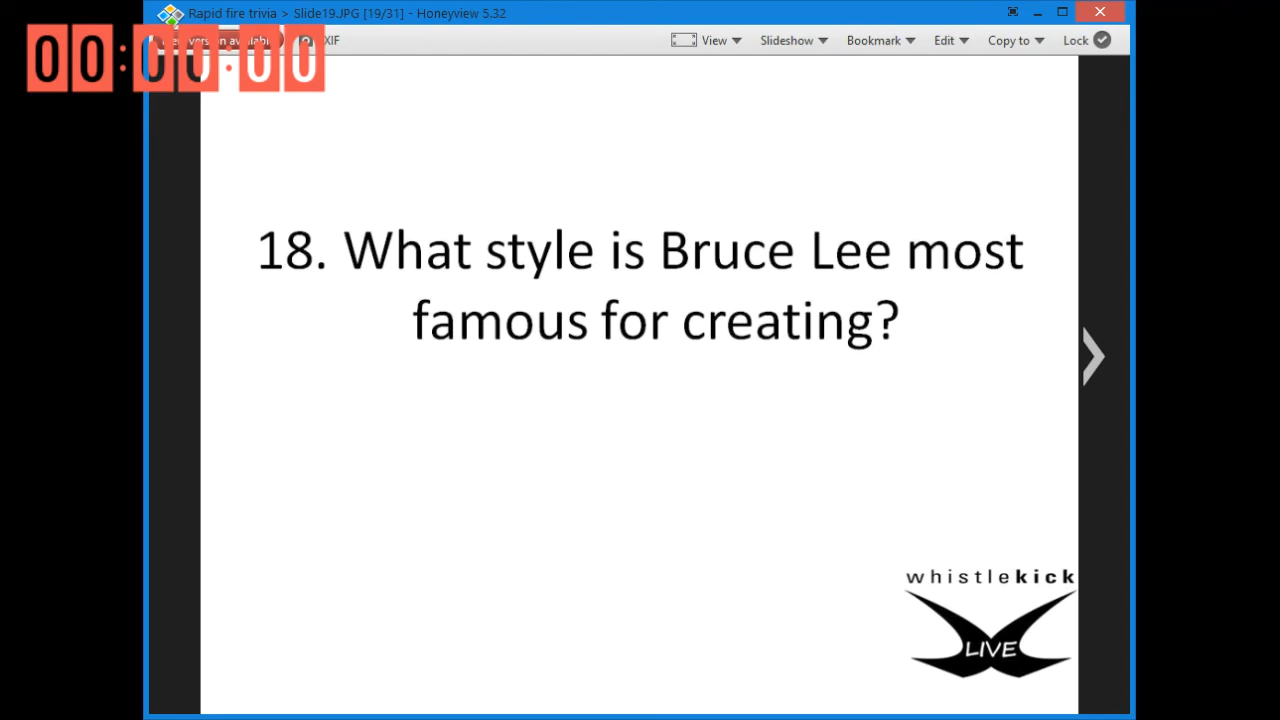 Rapid fire trivia > Slide19.JPG [19/31] - Honeyview 5.32
00:00:00
View Slideshow Bookmark Edit Copy to Lock
18. What style is Bruce Lee most
famous for creating?
whistlekick
LIVE